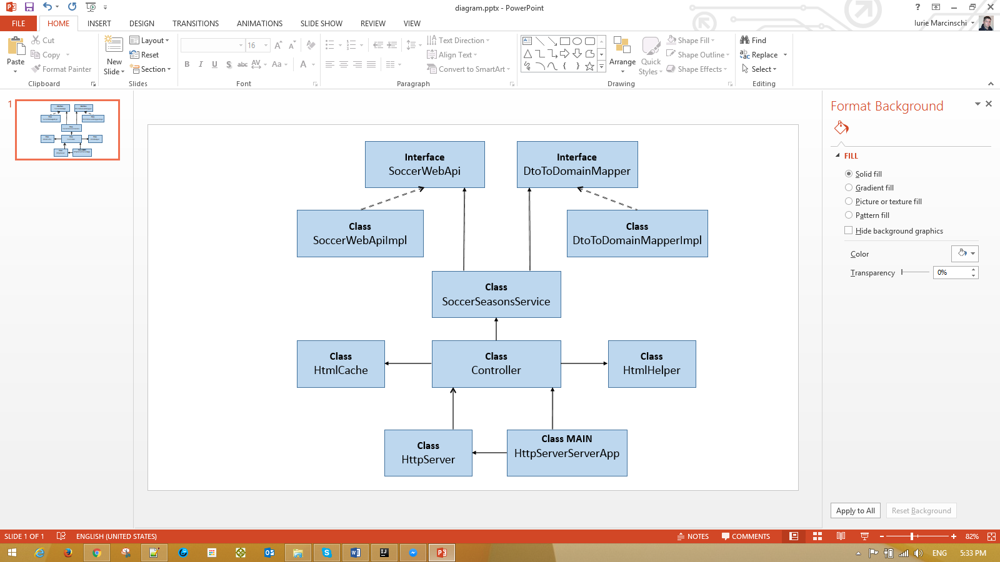 diagram.pptx - PowerPoint
?
FILE HOME INSERT DESIGN TRANSITIONS ANIMATIONS SLIDE SHOW REVIEW VIEW
Iurie Marcinschi
Paste
Cut
Copy
Format Painter
Clipboard
New
Slide
Layout
Reset
Section
Slides
16
B I U S abc AV Aa A
Font
Text Direction
Align Text
Convert to SmartArt
Paragraph
Arrange
Quick
Styles
Shape Fill
Shape Outline
Shape Effects
Drawing
Find
Replace
Select
Editing
1
Interface
SoccerWebApi
Interface
DtoToDomainMapper
Class
SoccerWebApiImpl
Class
DtoToDomainMapperImpl
Class
SoccerSeasonsService
Class
HtmlCache
Class
Controller
Class
HtmlHelper
Class
HttpServer
Class MAIN
HttpServerServerApp
Format Background
FILL
Solid fill
Gradient fill
Picture or texture fill
Pattern fill
Hide background graphics
Color
Transparency 0%
Apply to All Reset Background
SLIDE 1 OF 1 ENGLISH (UNITED STATES) NOTES COMMENTS 82%
ENG 5:33 PM